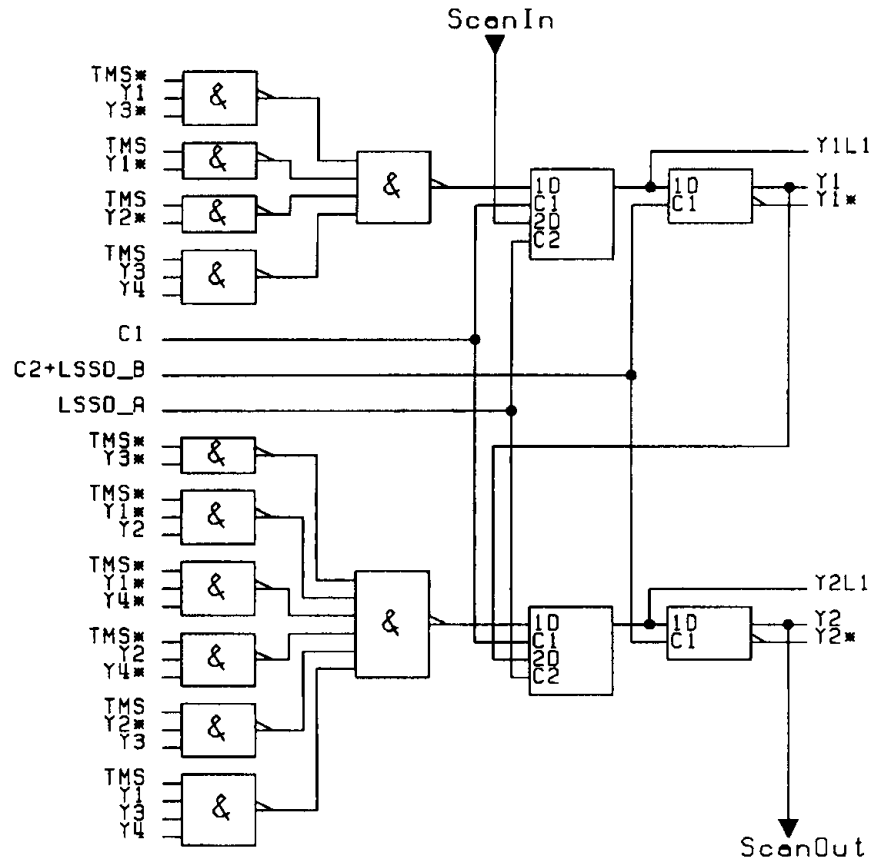 ScanIn
TMS*
Y1
Y3*
&
TMS
Y1*
&
TMS
Y2*
&
TMS
Y3
Y4
&
&
1D
C1
2D
C2
1D
C1
Y1L1
Y1
Y1*
C1
C2+LSSD_B
LSSD_A
TMS*
Y3*
&
TMS*
Y1*
Y2
&
TMS*
Y1*
Y4*
&
TMS*
Y2
Y4*
&
TMS
Y2*
Y3
&
TMS
Y1
Y3
Y4
&
&
1D
C1
2D
C2
1D
C1
Y2L1
Y2
Y2*
ScanOut